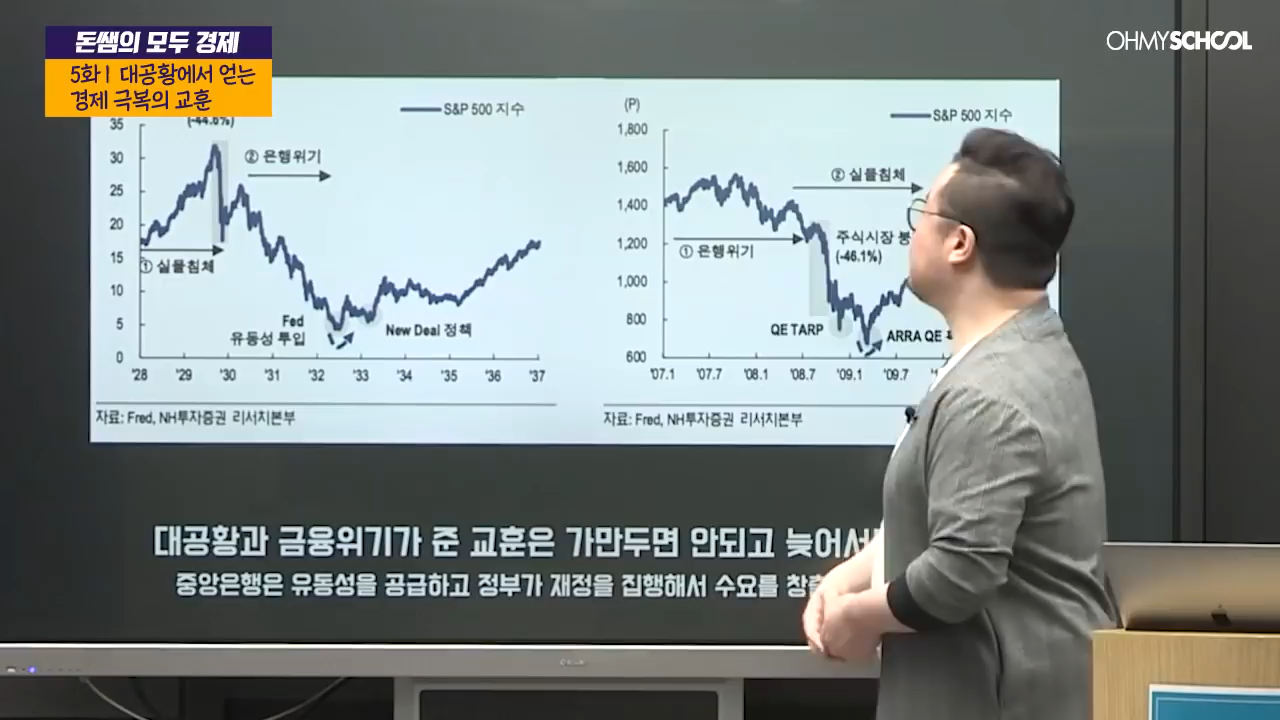 돈쌤의 모두 경제
5화ㅣ 대공황에서 얻는
경제 극복의 교훈
OHMYSCHOOL
(-44.6%)
S&P 500 지수
35
30
25
20
15
10
5
0
② 은행위기
① 실물침체
Fed
유동성 투입
New Deal 정책
'28 '29 '30 '31 '32 '33 '34 '35 '36 '37
자료: Fred, NH투자증권 리서치본부
(P)
S&P 500 지수
1,800
1,600
1,400
1,200
1,000
800
600
② 실물침체
① 은행위기
주식시장
(-46.1%)
QE TARP
ARRA QE
'07.1 '07.7 '08.1 '08.7 '09.1 '09.7
자료: Fred, NH투자증권 리서치본부
대공황과 금융위기가 준 교훈은 가만두면 안되고
중앙은행은 유동성을 공급하고 정부가 재정을 집행해서 수요를